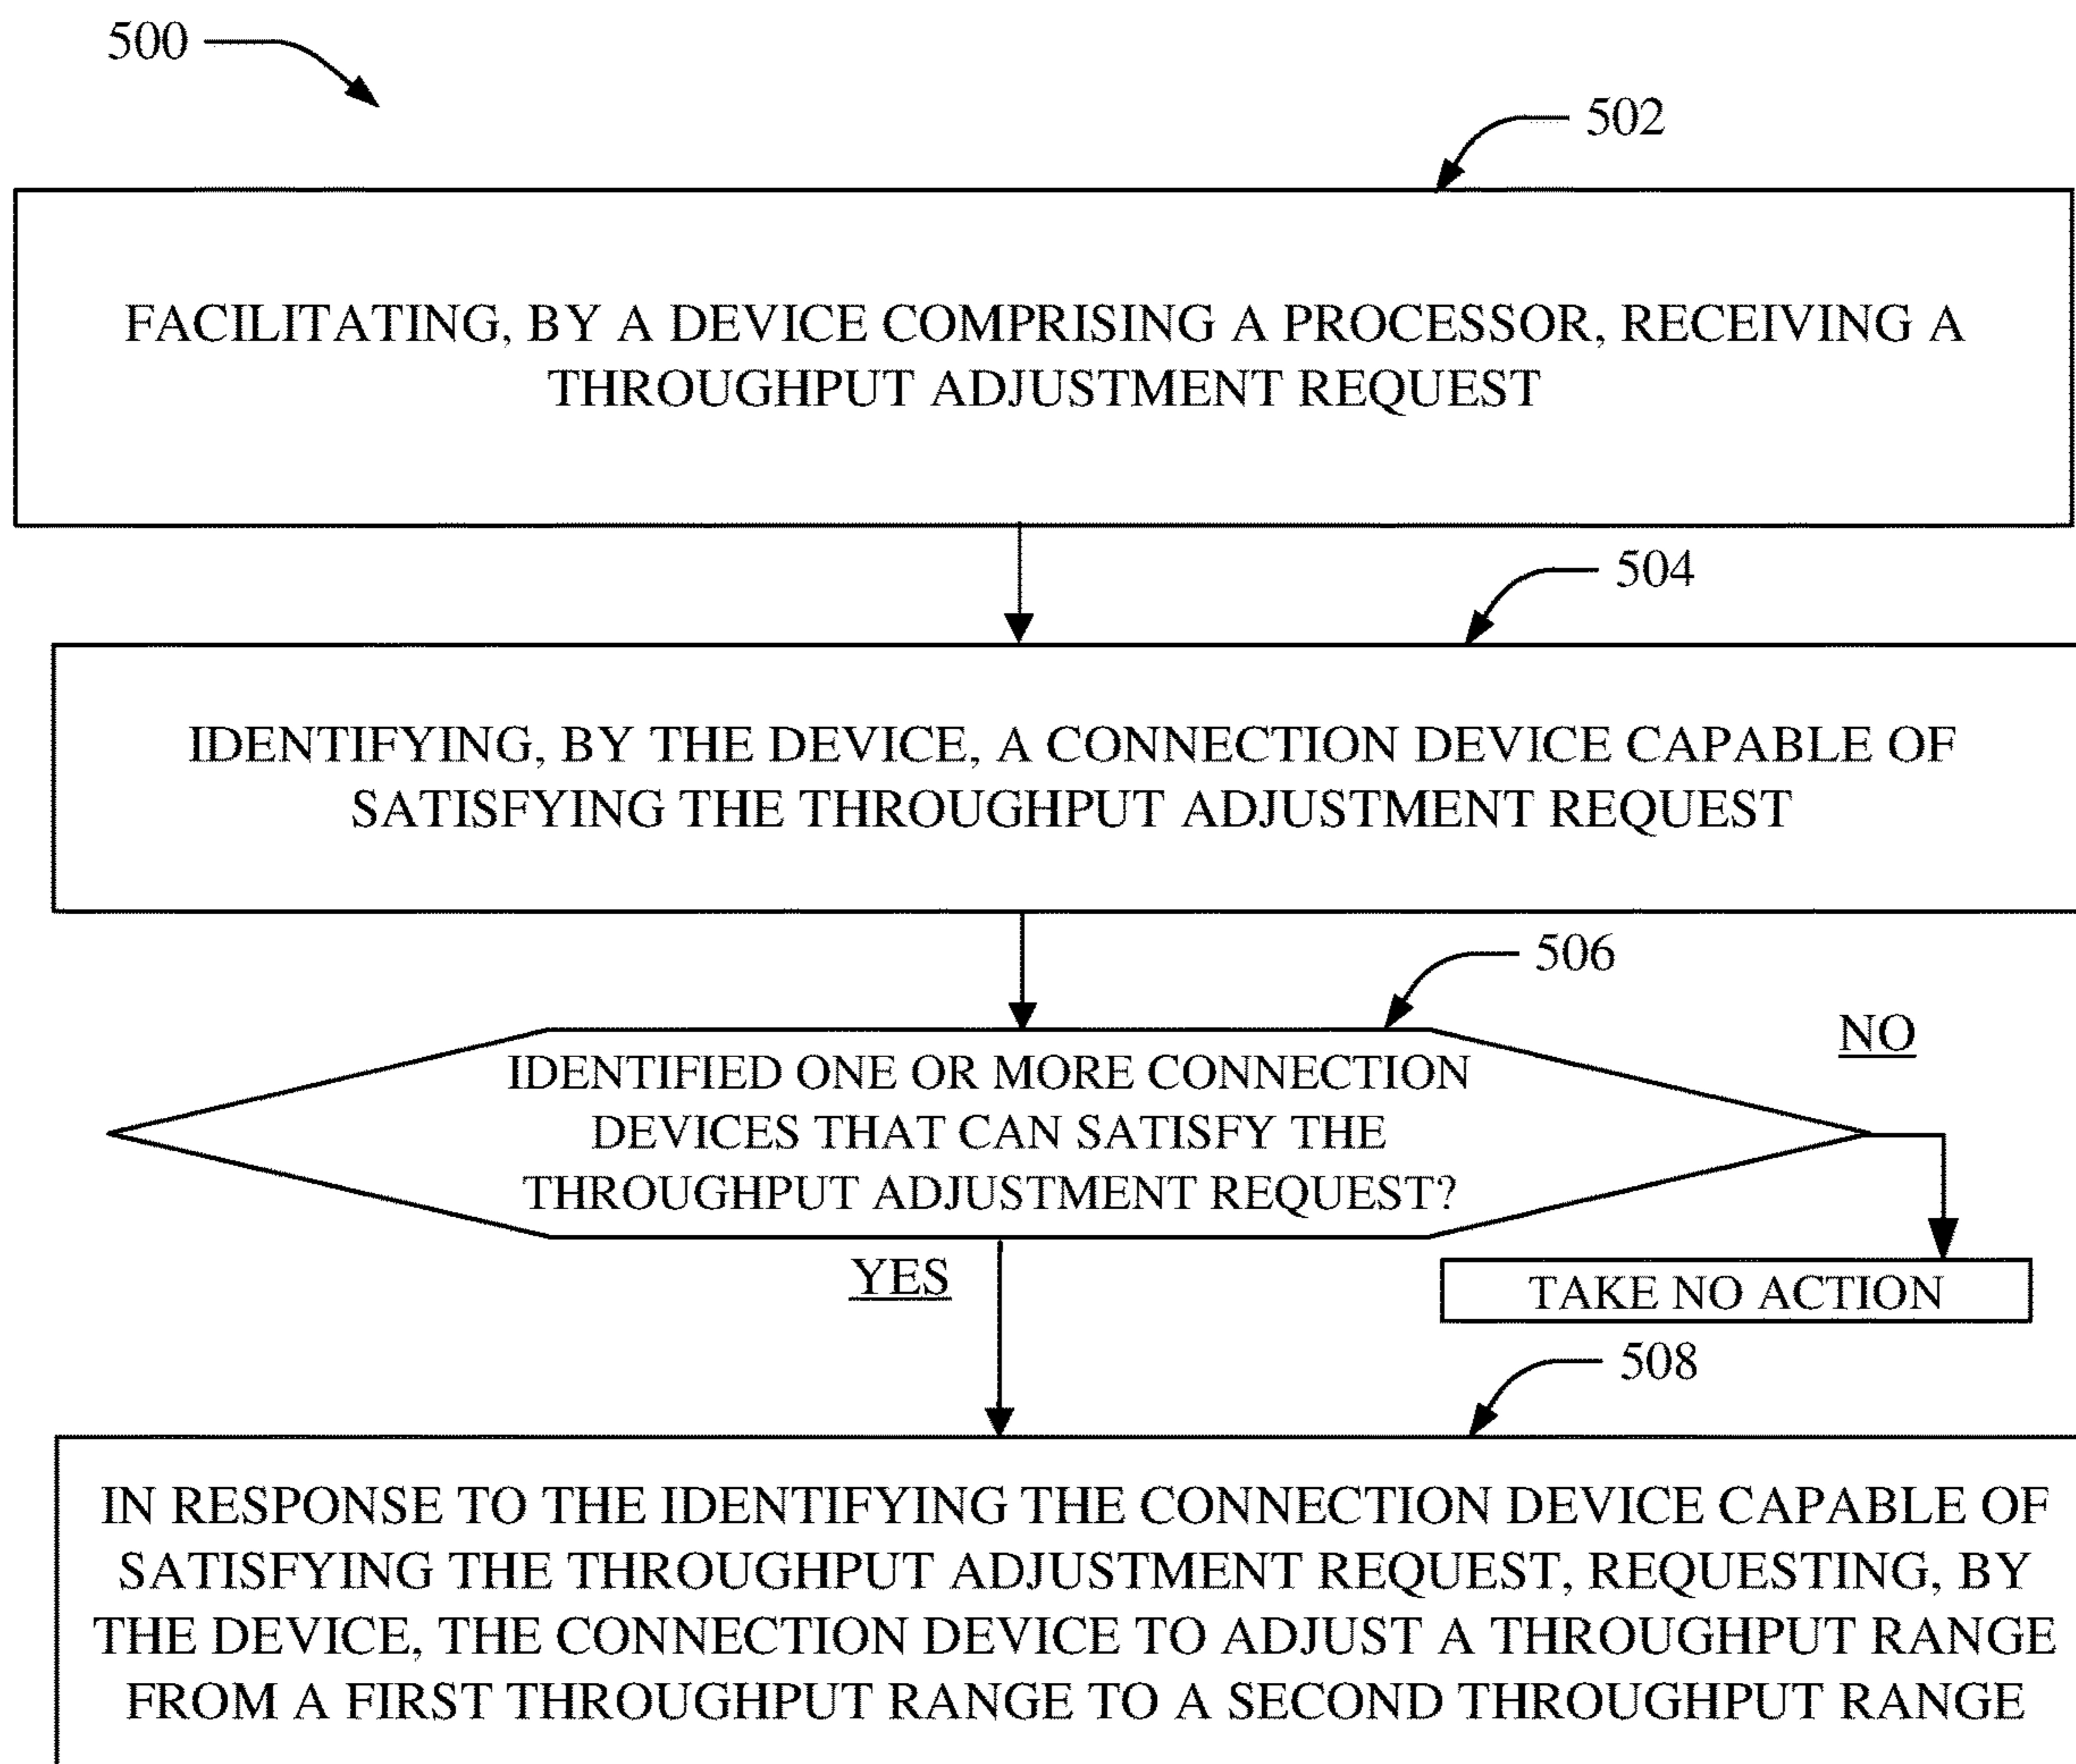 500
502
FACILITATING, BY A DEVICE COMPRISING A PROCESSOR, RECEIVING A
THROUGHPUT ADJUSTMENT REQUEST
504
IDENTIFYING, BY THE DEVICE, A CONNECTION DEVICE CAPABLE OF
SATISFYING THE THROUGHPUT ADJUSTMENT REQUEST
506
NO
IDENTIFIED ONE OR MORE CONNECTION
DEVICES THAT CAN SATISFY THE
THROUGHPUT ADJUSTMENT REQUEST?
YES
TAKE NO ACTION
508
IN RESPONSE TO THE IDENTIFYING THE CONNECTION DEVICE CAPABLE OF
SATISFYING THE THROUGHPUT ADJUSTMENT REQUEST, REQUESTING, BY
THE DEVICE, THE CONNECTION DEVICE TO ADJUST A THROUGHPUT RANGE
FROM A FIRST THROUGHPUT RANGE TO A SECOND THROUGHPUT RANGE